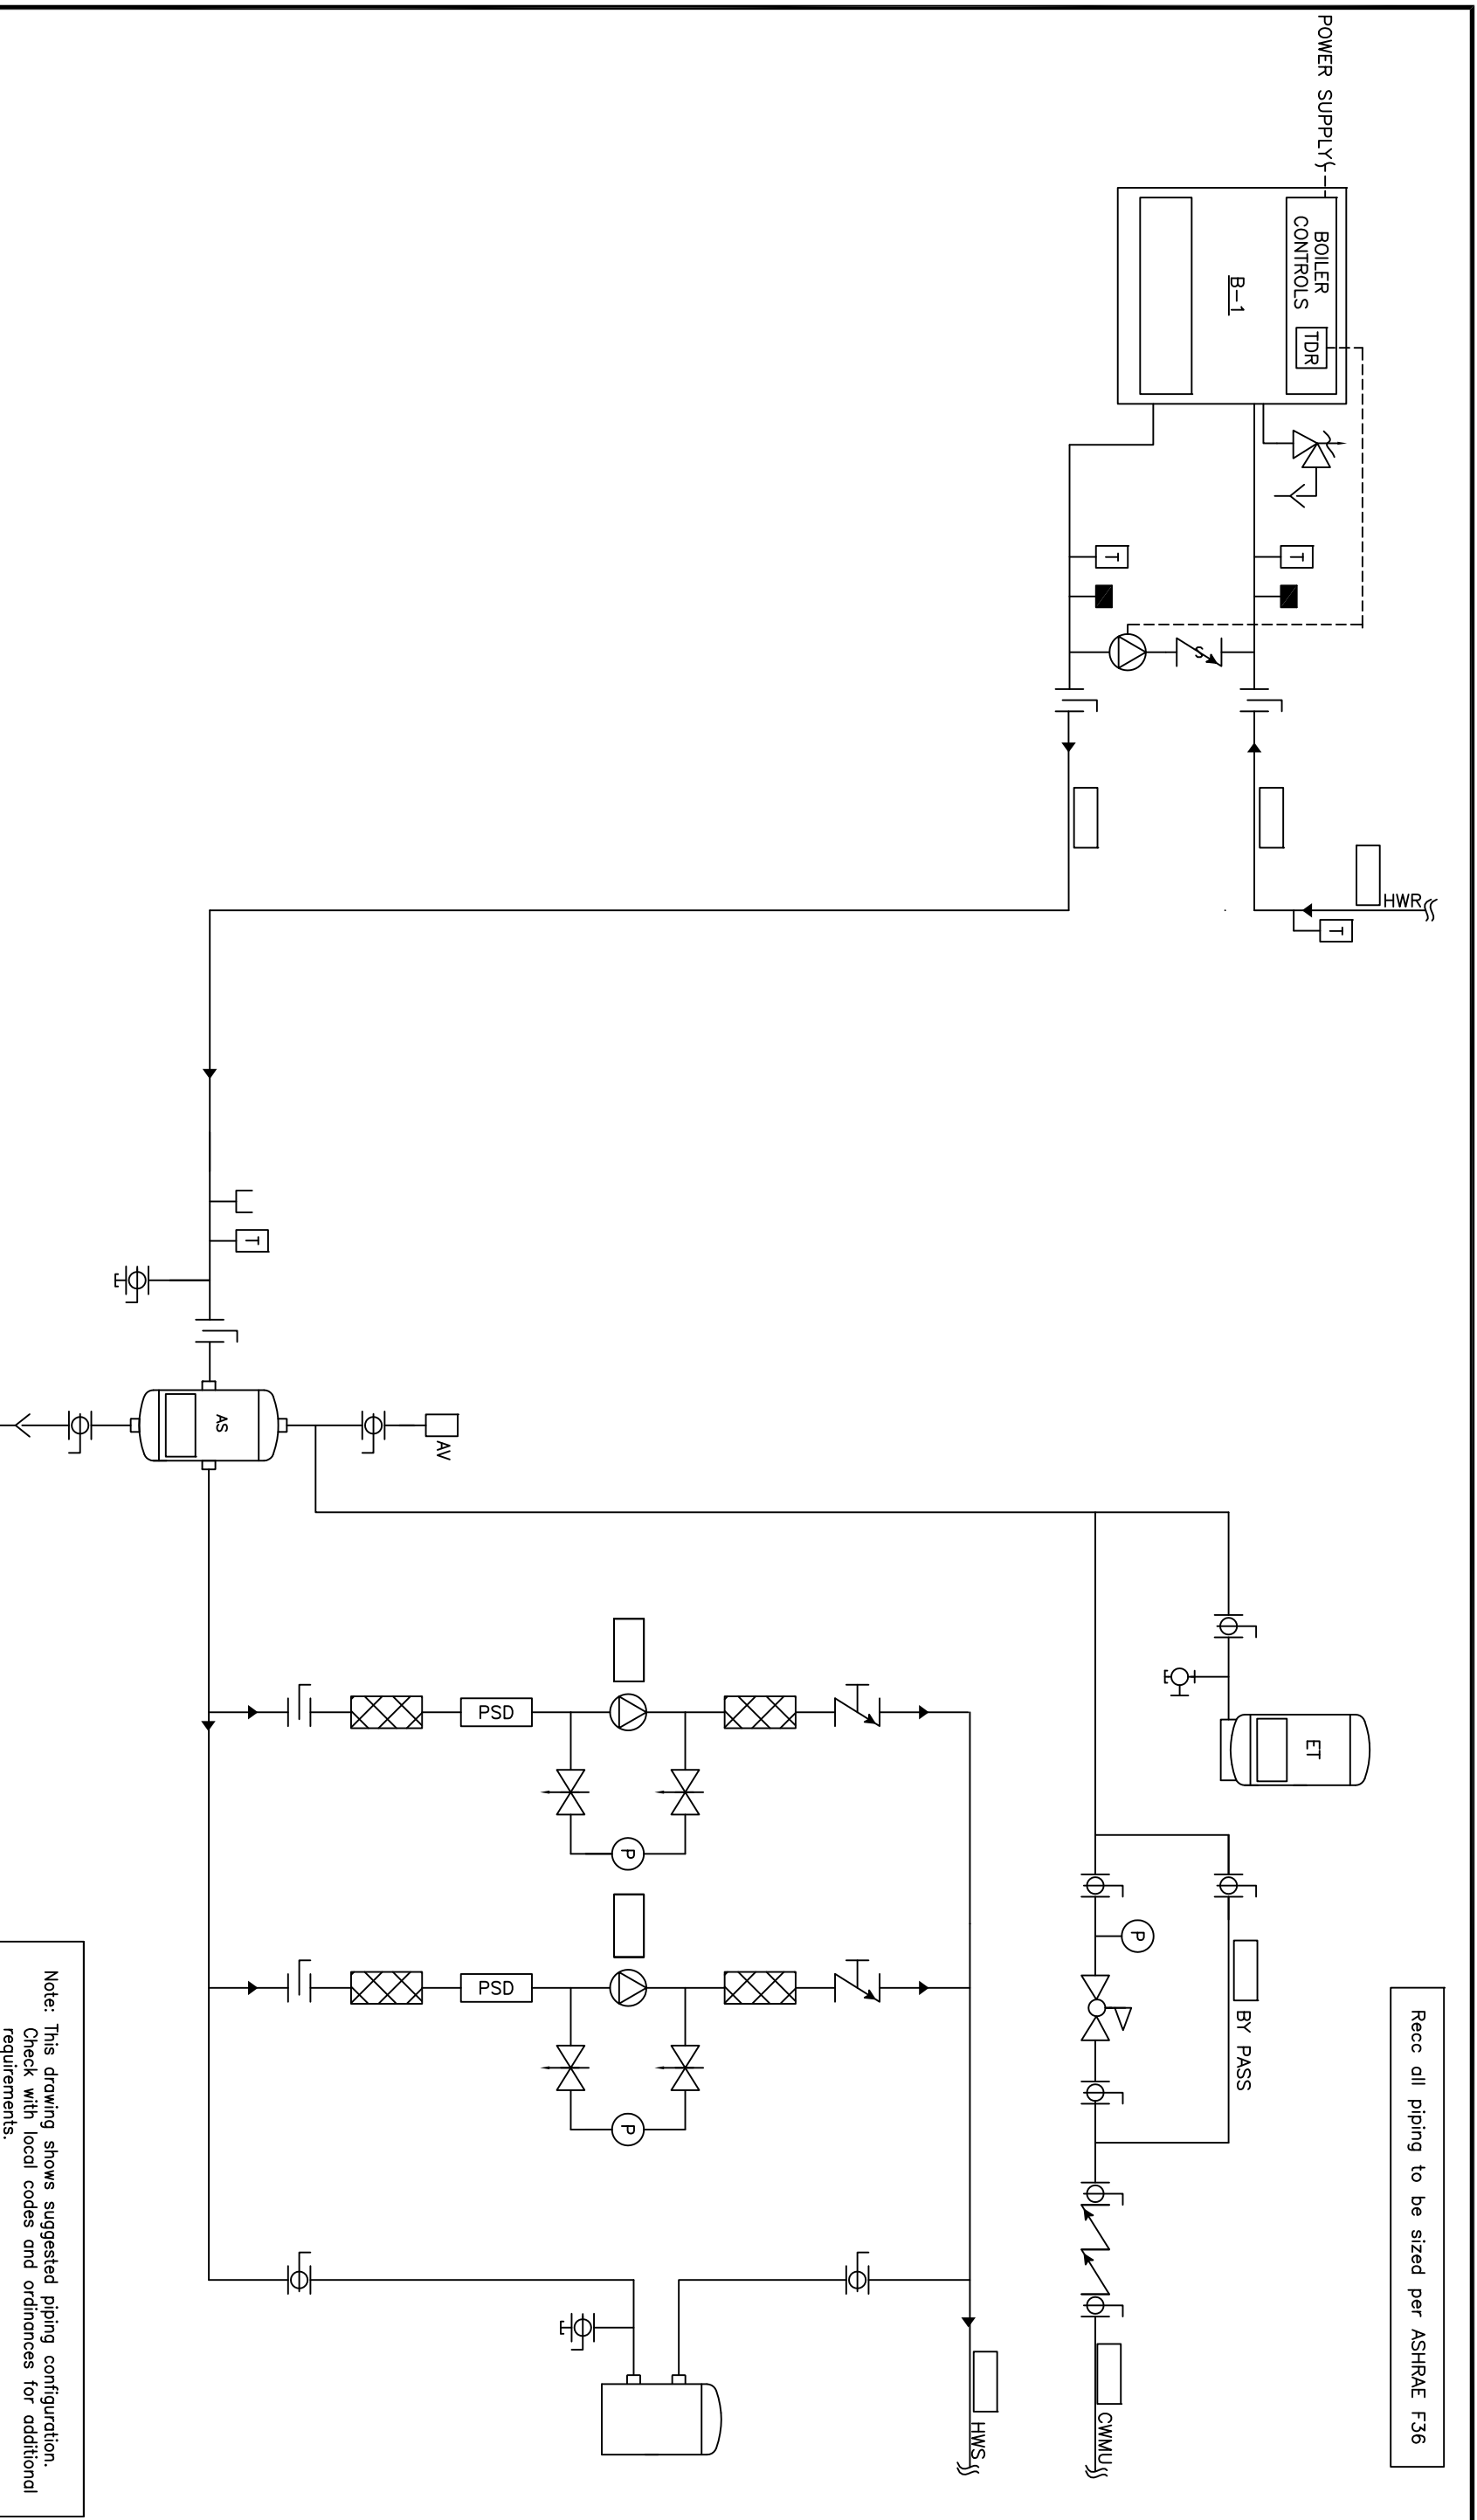 POWER SUPPLY
BOILER
CONTROLS
TDR
B-1
T
T
S
HWR
T
T
AS
AV
ET
PSD
P
PSD
P
P
BY PASS
CWMU
HWS
Recc all piping to be sized per ASHRAE F36
Note: This drawing shows suggested piping configuration.
Check with local codes and ordinances for additional
requirements.